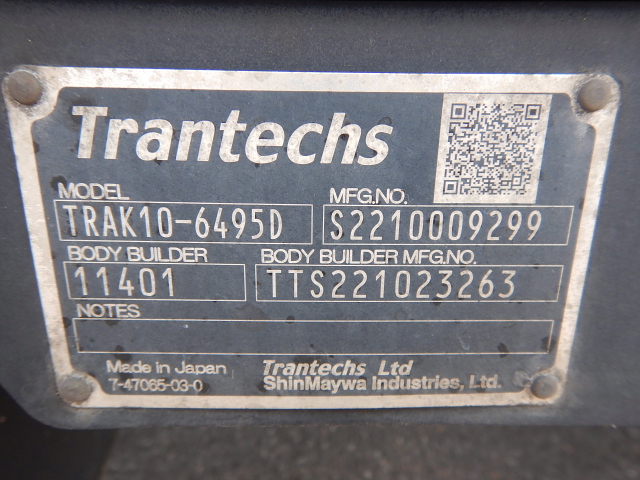 Trantechs
MODEL MFG.NO.
TRAK10-6495D S2210009299
BODY BUILDER BODY BUILDER MFG.NO.
11401 TTS221023263
NOTES
Made in Japan Trantechs Ltd
7-47065-03-0 ShinMaywa Industries, Ltd.